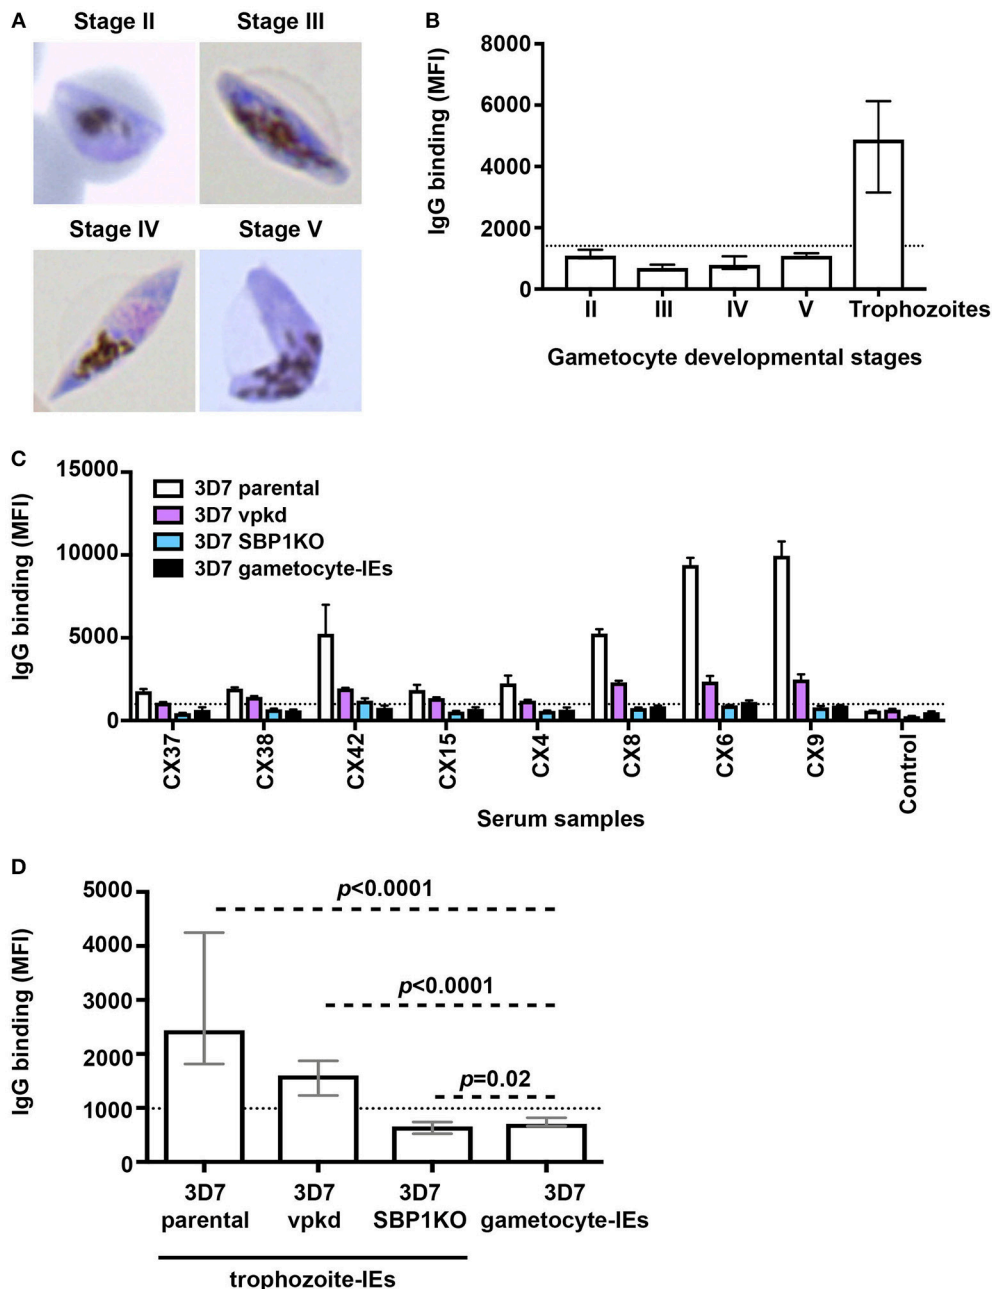 A
Stage II
Stage III
Stage IV
Stage V
B
IgG binding (MFI)
8000
6000
4000
2000
0
II
III
IV
V
Trophozoites
Gametocyte developmental stages
C
IgG binding (MFI)
15000
10000
5000
0
3D7 parental
3D7 vpkd
3D7 SBP1KO
3D7 gametocyte-IEs
CX37
CX38
CX42
CX15
CX4
CX8
CX6
CX9
Control
Serum samples
D
IgG binding (MFI)
5000
4000
3000
2000
1000
0
p<0.0001
p<0.0001
p=0.02
3D7 parental
3D7 vpkd
3D7 SBP1KO
3D7 gametocyte-IEs
trophozoite-IEs